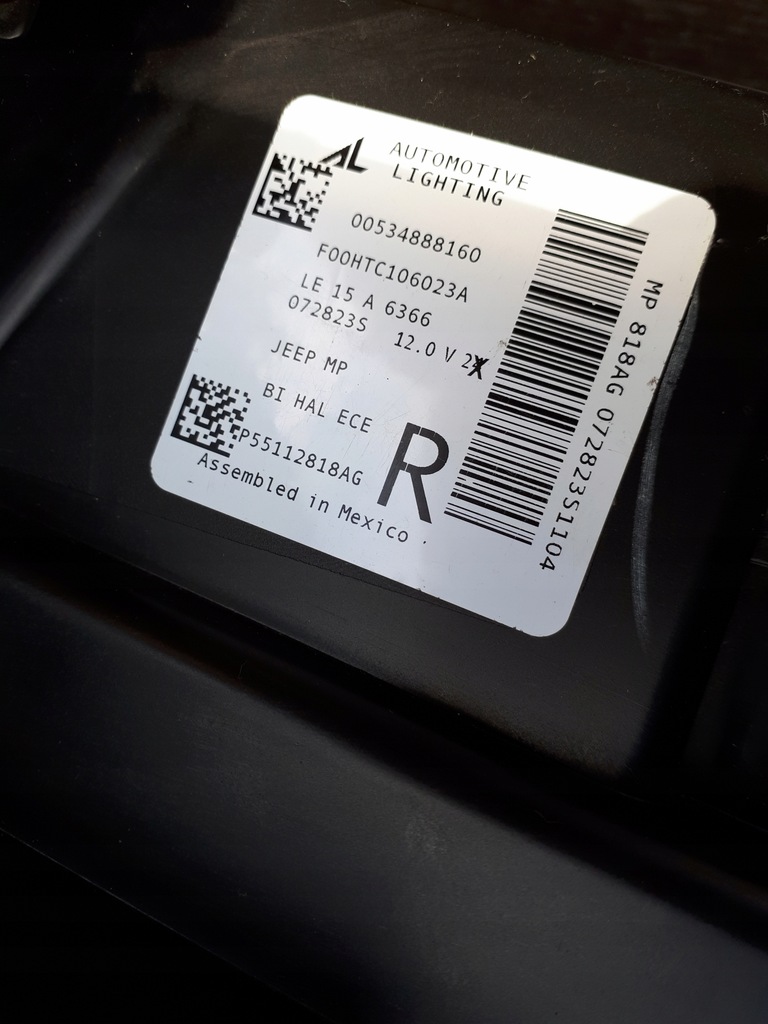 AL AUTOMOTIVE
LIGHTING
00534888160
F00HTC106023A
LE 15 A 6366
072823S 12.0 V
JEEP MP
BI HAL ECE
P55112818AG R
Assembled in Mexico
MP 818AG 072823S1104